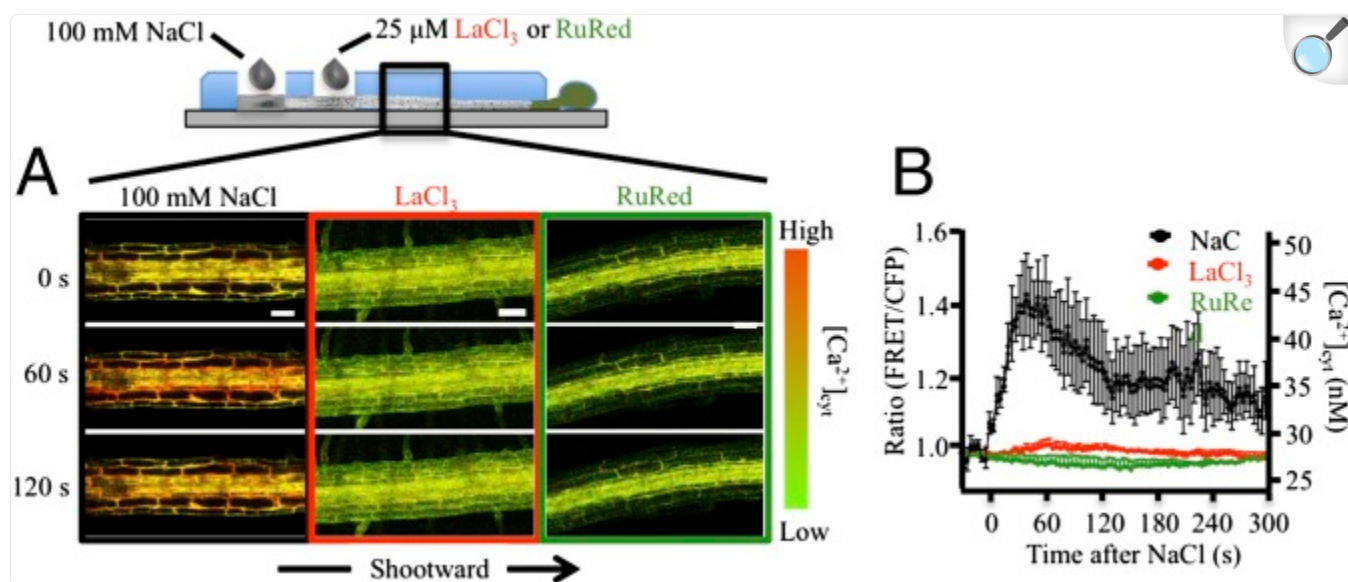 100 mM NaCl
25 μM LaCl₃ or RuRed
A
100 mM NaCl
LaCl₃
RuRed
0 s
60 s
120 s
High
[Ca²⁺]cyt
Low
Shootward
B
Ratio (FRET/CFP)
1.6
1.4
1.2
1.0
NaC
LaCl₃
RuRe
d
50
45
40
35
30
25
[Ca²⁺]cyt (nM)
0 60 120 180 240 300
Time after NaCl (s)